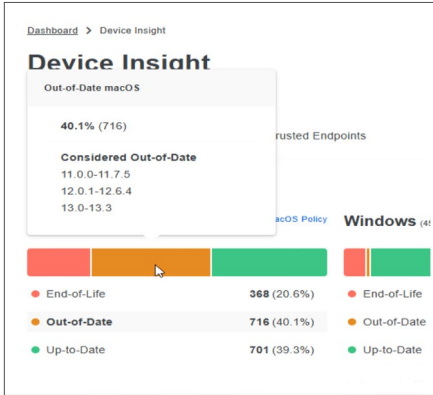 Dashboard > Device Insight
Device Insight
Out-of-Date macOS
40.1% (716)
rusted Endpoints
Considered Out-of-Date
11.0.0-11.7.5
12.0.1-12.6.4
13.0-13.3
acOS Policy
Windows (4
End-of-Life 368 (20.6%)
Out-of-Date 716 (40.1%)
Up-to-Date 701 (39.3%)
End-of-Life
Out-of-Date
Up-to-Date